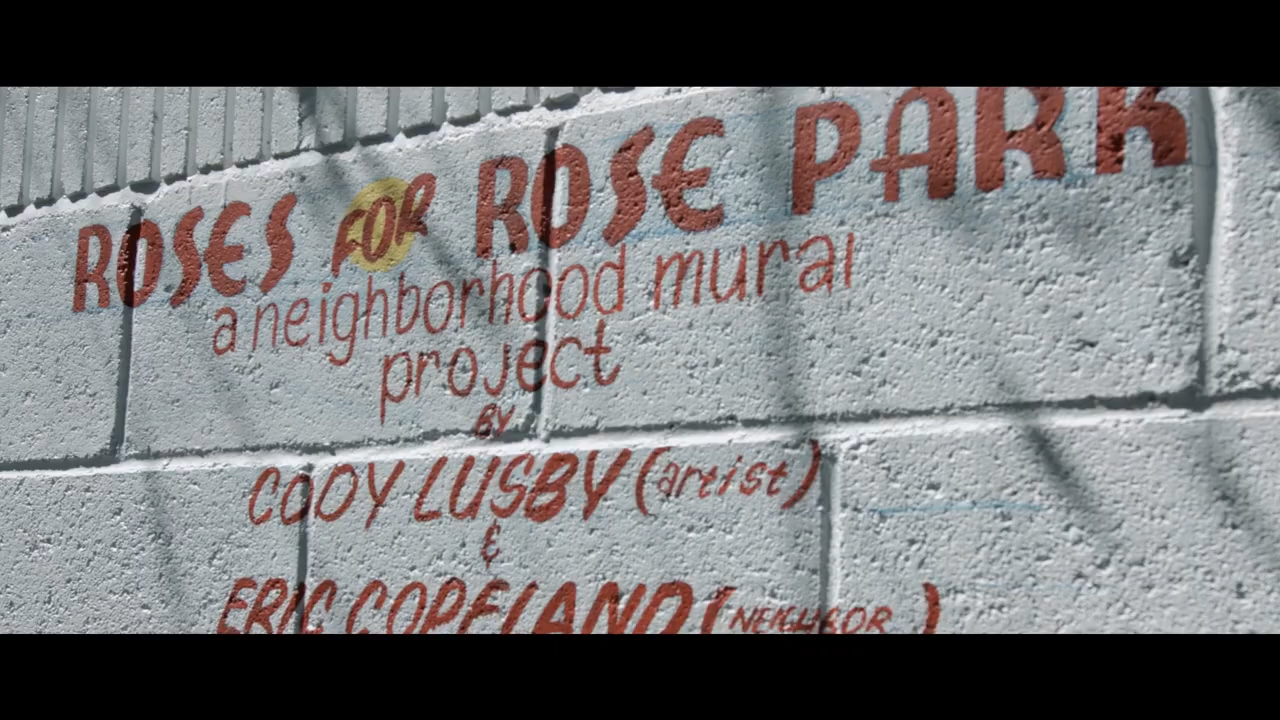 ROSES FOR ROSE PARK
a neighborhood mural
project
BY
CODY LUSBY (artist)
&
ERIC COPELAND (NEIGHBOR)